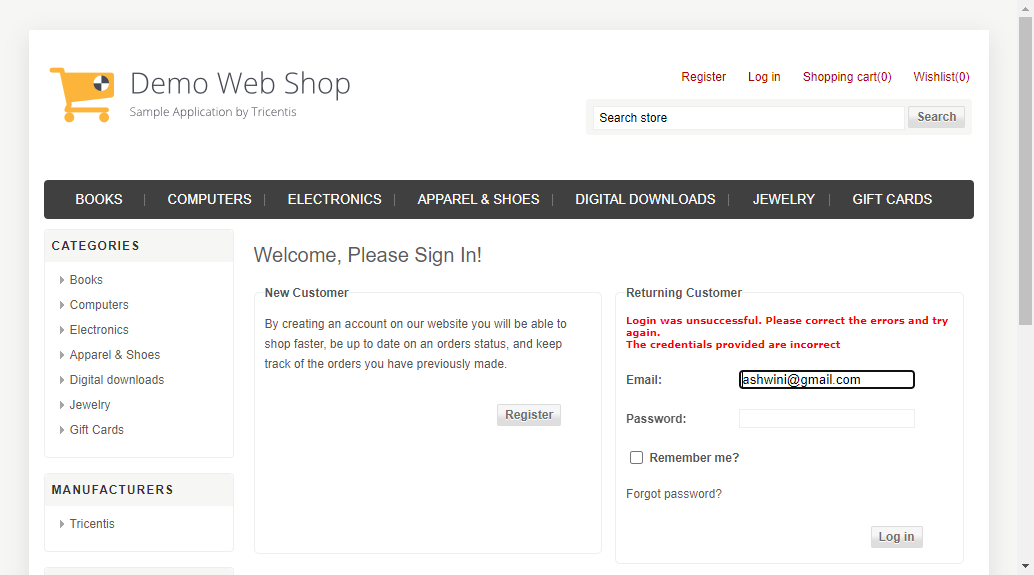 Demo Web Shop
Sample Application by Tricentis
Register Log in Shopping cart(0) Wishlist(0)
Search store Search
BOOKS COMPUTERS ELECTRONICS APPAREL & SHOES DIGITAL DOWNLOADS JEWELRY GIFT CARDS
CATEGORIES
Books
Computers
Electronics
Apparel & Shoes
Digital downloads
Jewelry
Gift Cards
MANUFACTURERS
Tricentis
Welcome, Please Sign In!
New Customer
By creating an account on our website you will be able to
shop faster, be up to date on an orders status, and keep
track of the orders you have previously made.
Register
Returning Customer
Login was unsuccessful. Please correct the errors and try
again.
The credentials provided are incorrect
Email: ashwini@gmail.com
Password:
Remember me?
Forgot password?
Log in